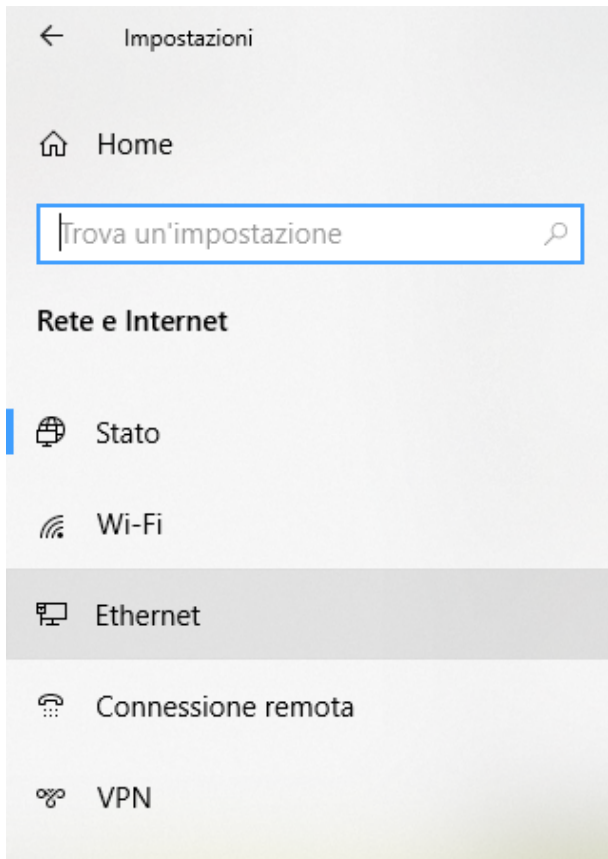 Impostazioni
Home
Trova un'impostazione
Rete e Internet
Stato
Wi-Fi
Ethernet
Connessione remota
VPN